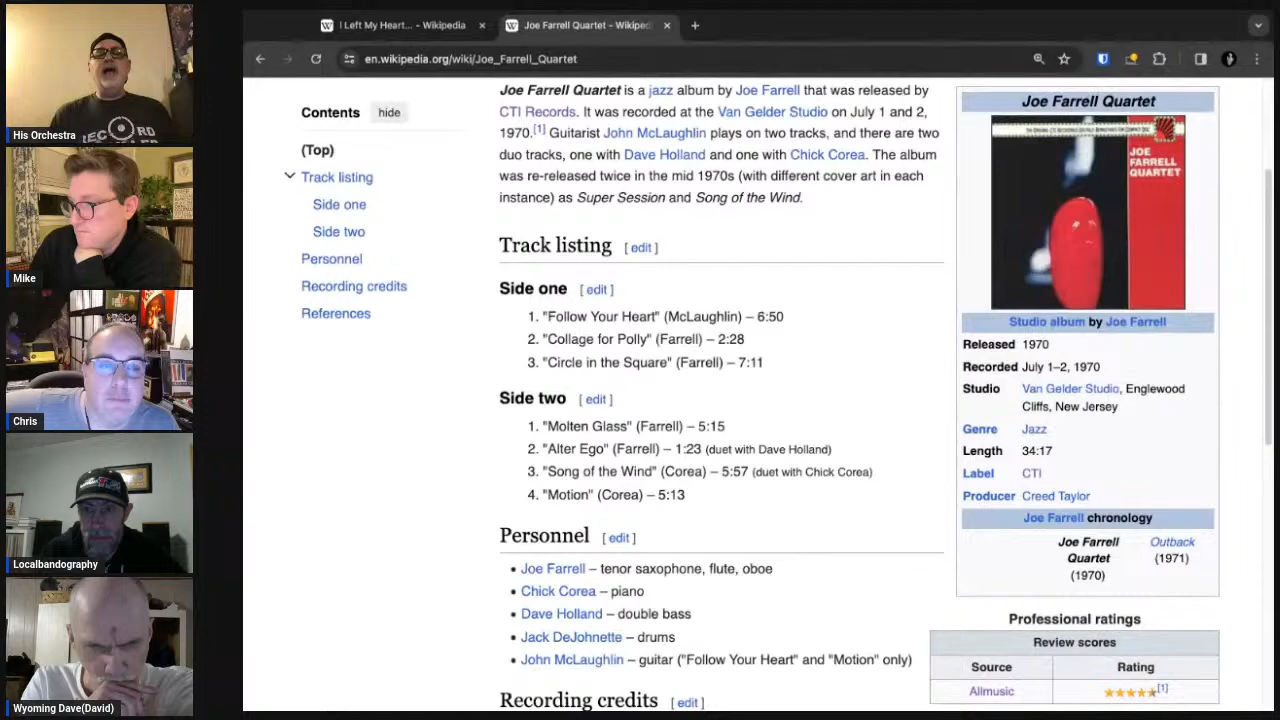 I Left My Heart... - Wikipedia
Joe Farrell Quartet - Wikiped
en.wikipedia.org/wiki/Joe_Farrell_Quartet
His Orchestra
Mike
Chris
Localbandography
Wyoming Dave(David)
Contents hide
(Top)
Track listing
Side one
Side two
Personnel
Recording credits
References
Joe Farrell Quartet is a jazz album by Joe Farrell that was released by
CTI Records. It was recorded at the Van Gelder Studio on July 1 and 2,
1970.[1] Guitarist John McLaughlin plays on two tracks, and there are two
duo tracks, one with Dave Holland and one with Chick Corea. The album
was re-released twice in the mid 1970s (with different cover art in each
instance) as Super Session and Song of the Wind.
Track listing [ edit ]
Side one [ edit ]
1. "Follow Your Heart" (McLaughlin) – 6:50
2. "Collage for Polly" (Farrell) – 2:28
3. "Circle in the Square" (Farrell) – 7:11
Side two [ edit ]
1. "Molten Glass" (Farrell) – 5:15
2. "Alter Ego" (Farrell) – 1:23 (duet with Dave Holland)
3. "Song of the Wind" (Corea) – 5:57 (duet with Chick Corea)
4. "Motion" (Corea) – 5:13
Personnel [ edit ]
• Joe Farrell – tenor saxophone, flute, oboe
• Chick Corea – piano
• Dave Holland – double bass
• Jack DeJohnette – drums
• John McLaughlin – guitar ("Follow Your Heart" and "Motion" only)
Recording credits [ edit ]
Joe Farrell Quartet
JOE
FARRELL
QUARTET
Studio album by Joe Farrell
Released 1970
Recorded July 1–2, 1970
Studio Van Gelder Studio, Englewood
Cliffs, New Jersey
Genre Jazz
Length 34:17
Label CTI
Producer Creed Taylor
Joe Farrell chronology
Joe Farrell
Quartet
(1970)
Outback
(1971)
Professional ratings
Review scores
Source Rating
Allmusic ★★★★★[1]